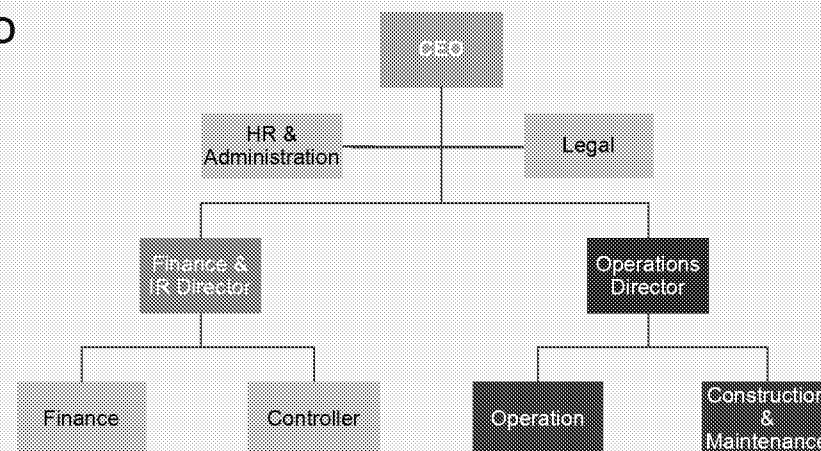 CEO
HR &
Administration
Legal
Finance &
IR Director
Operations
Director
Finance
Controller
Operation
Construction
&
Maintenance